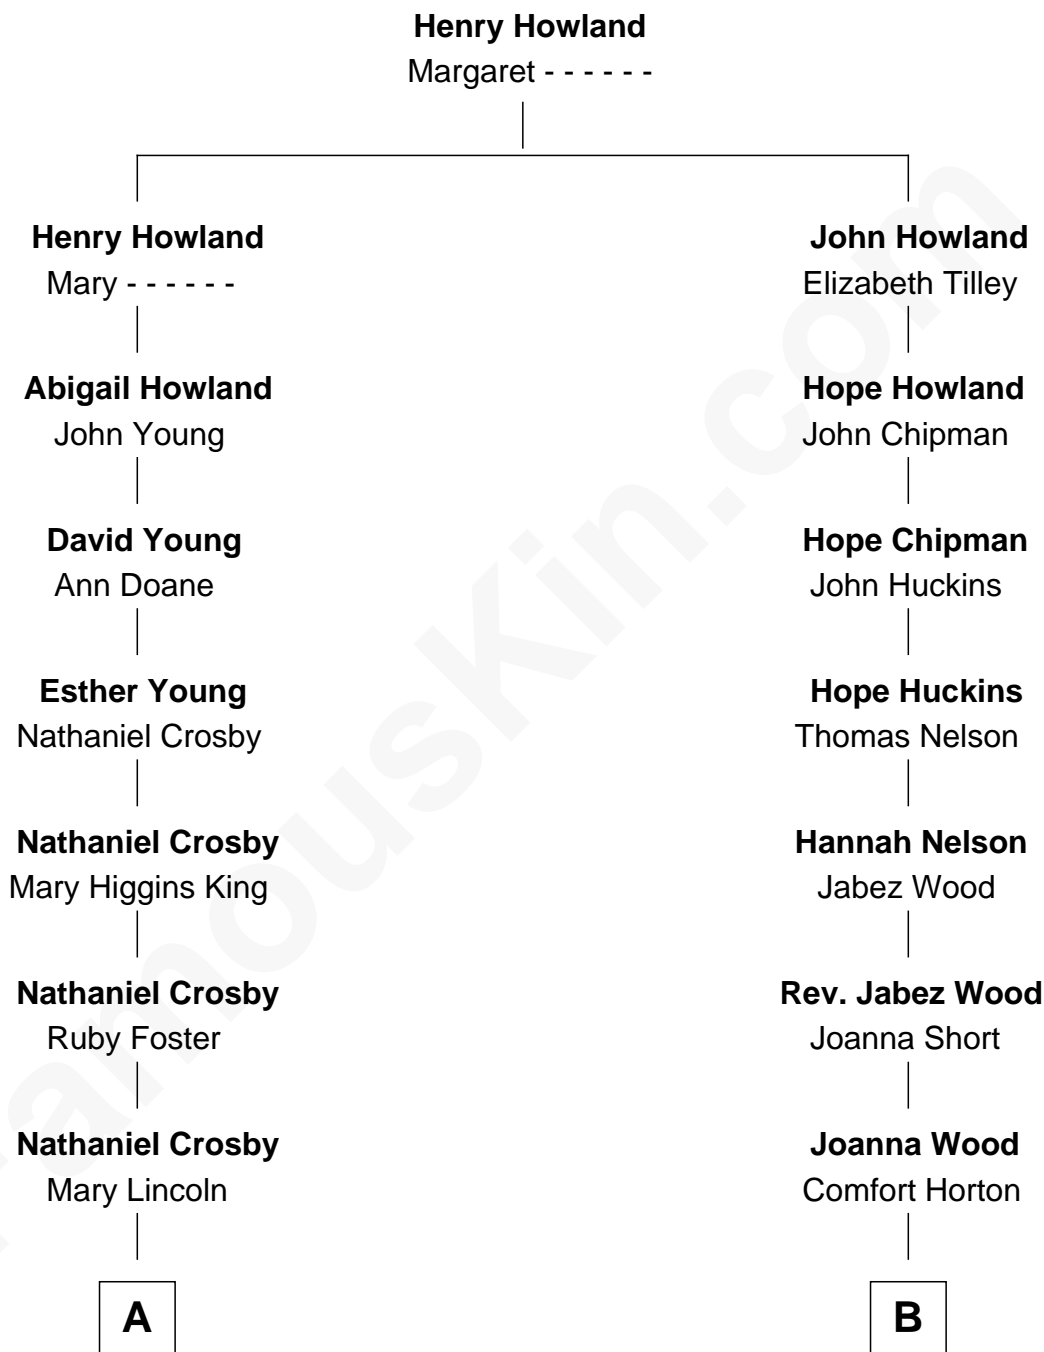 Henry Howland
Margaret - - - - - -
Henry Howland
Mary - - - - - -
John Howland
Elizabeth Tilley
Abigail Howland
John Young
Hope Howland
John Chipman
David Young
Ann Doane
Hope Chipman
John Huckins
Esther Young
Nathaniel Crosby
Hope Huckins
Thomas Nelson
Nathaniel Crosby
Mary Higgins King
Hannah Nelson
Jabez Wood
Nathaniel Crosby
Ruby Foster
Rev. Jabez Wood
Joanna Short
Nathaniel Crosby
Mary Lincoln
Joanna Wood
Comfort Horton
A
B
FamousKin.com